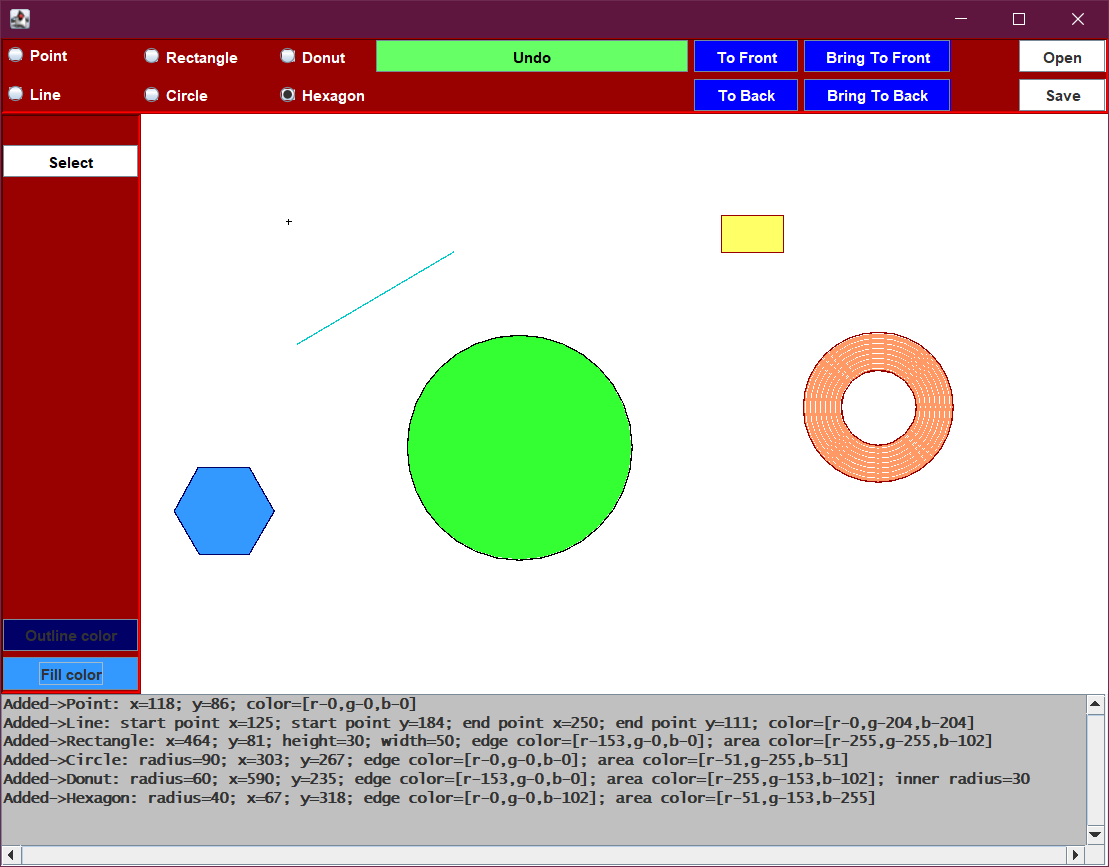 Point
Rectangle
Donut
Undo
To Front
Bring To Front
Open
Line
Circle
Hexagon
To Back
Bring To Back
Save
Select
Outline color
Fill color
Added->Point: x=118; y=86; color=[r-0,g-0,b-0]
Added->Line: start point x=125; start point y=184; end point x=250; end point y=111; color=[r-0,g-204,b-204]
Added->Rectangle: x=464; y=81; height=30; width=50; edge color=[r-153,g-0,b-0]; area color=[r-255,g-255,b-102]
Added->Circle: radius=90; x=303; y=267; edge color=[r-0,g-0,b-0]; area color=[r-51,g-255,b-51]
Added->Donut: radius=60; x=590; y=235; edge color=[r-153,g-0,b-0]; area color=[r-255,g-153,b-102]; inner radius=30
Added->Hexagon: radius=40; x=67; y=318; edge color=[r-0,g-0,b-102]; area color=[r-51,g-153,b-255]